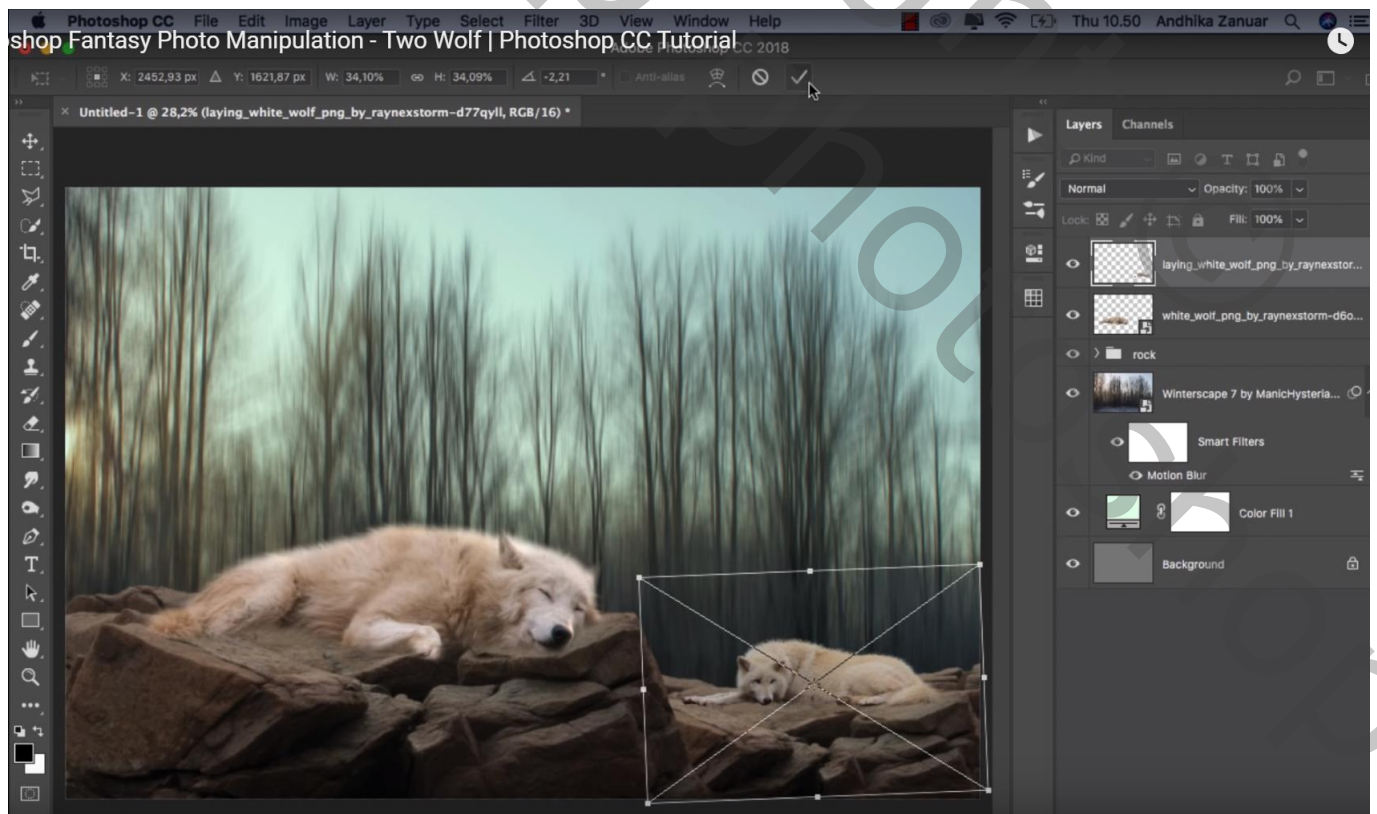 Photoshop CC File Edit Image Layer Type Select Filter 3D View Window Help Thu 10.50 Andhika Zanuar
shop Fantasy Photo Manipulation - Two Wolf | Photoshop CC Tutorial
Adobe Photoshop CC 2018
X: 2452,93 px Y: 1621,87 px W: 34,10% H: 34,09% -2,21 ° Anti-alias
× Untitled-1 @ 28,2% (laying_white_wolf_png_by_raynexstorm-d77qyll, RGB/16) *
Layers Channels
Kind
Normal Opacity: 100%
Lock: Fill: 100%
laying_white_wolf_png_by_raynexstor...
white_wolf_png_by_raynexstorm-d6o...
rock
Winterscape 7 by ManicHysteria...
Smart Filters
Motion Blur
Color Fill 1
Background